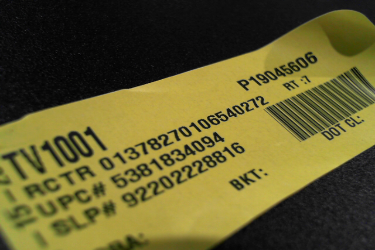 P19045606
TV1001
RT :7
RCTR 01378270106540272
UPC# 5381834094
SLP# 92202228816
DOT CL:
BKT: